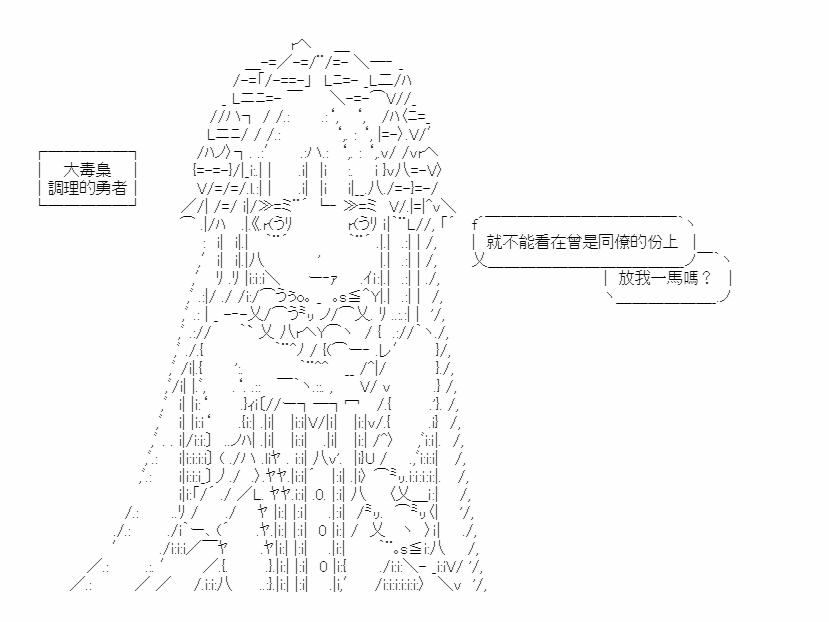 大毒梟
調理的勇者
就不能看在曾是同僚的份上
放我一馬嗎？